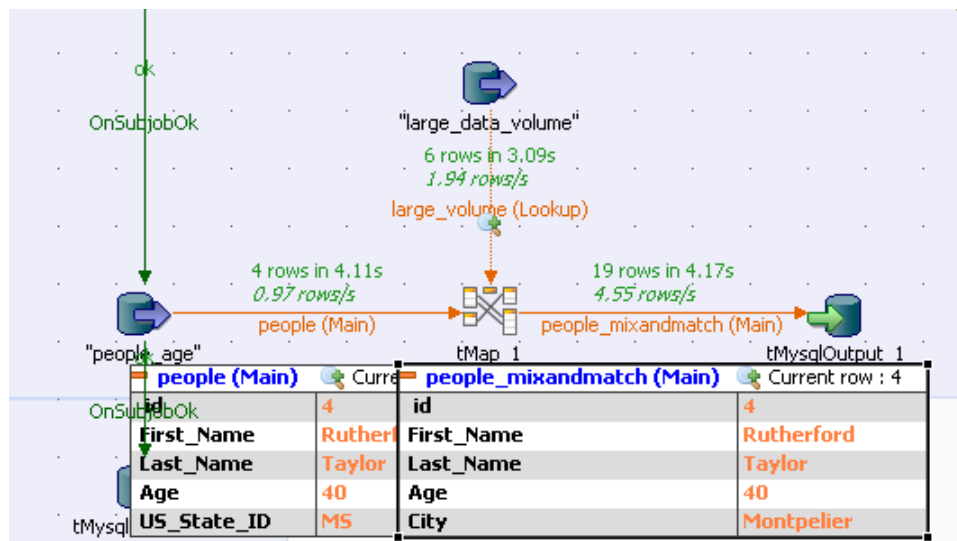 ok
OnSubjobOk
"large_data_volume"
6 rows in 3.09s
1.94 rows/s
large_volume (Lookup)
4 rows in 4.11s
0.97 rows/s
people (Main)
19 rows in 4.17s
4.55 rows/s
people_mixandmatch (Main)
"people_age"
tMap_1
tMysqlOutput_1
people (Main) Curre
people_mixandmatch (Main) Current row : 4
OnSubjobOk
id 4
First_Name Rutherf
Last_Name Taylor
Age 40
US_State_ID MS
id 4
First_Name Rutherford
Last_Name Taylor
Age 40
City Montpelier
tMysql